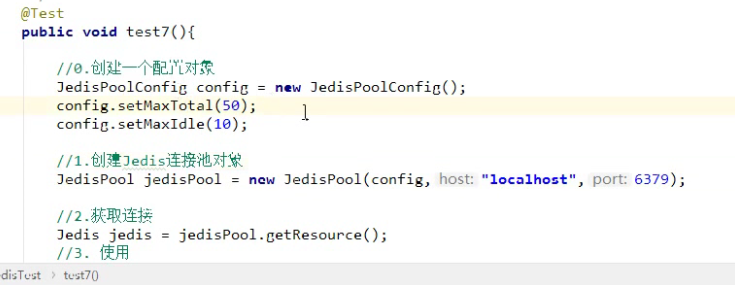 @Test
public void test7(){
//0.创建一个配置对象
JedisPoolConfig config = new JedisPoolConfig();
config.setMaxTotal(50);
config.setMaxIdle(10);
//1.创建Jedis连接池对象
JedisPool jedisPool = new JedisPool(config, host: "localhost", port: 6379);
//2.获取连接
Jedis jedis = jedisPool.getResource();
//3. 使用
disTest > test7()